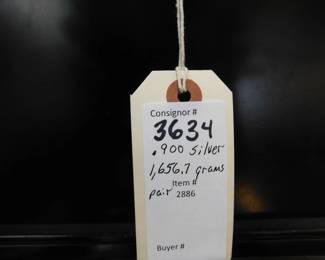 Consignor #
3634
.900 silver
1,656.7 grams
Item #
pair 2886
Buyer #